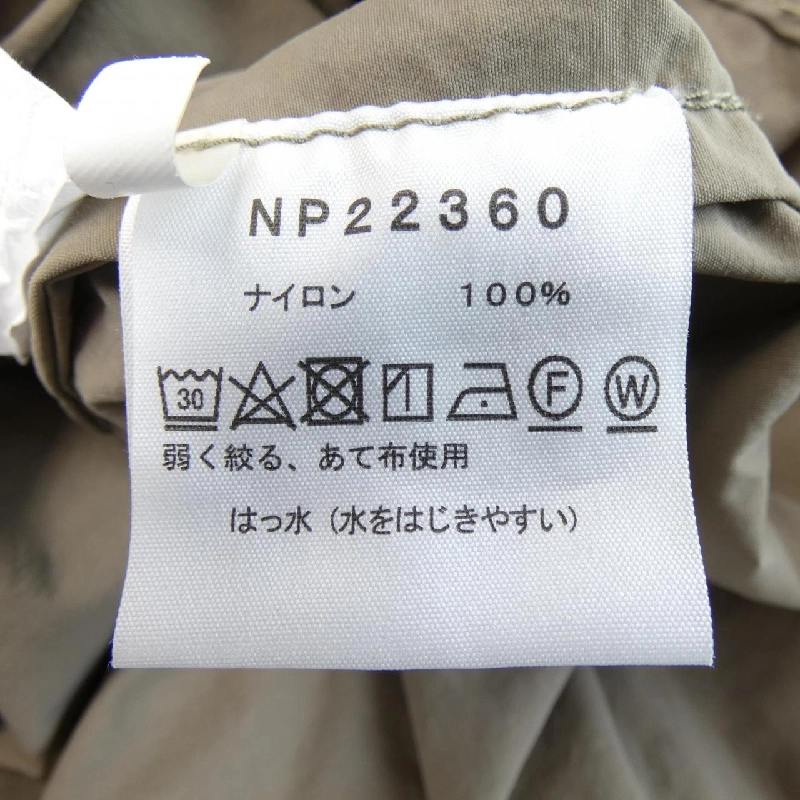 NP22360
ナイロン 100%
30 F W
弱く絞る、あて布使用
はっ水（水をはじきやすい）